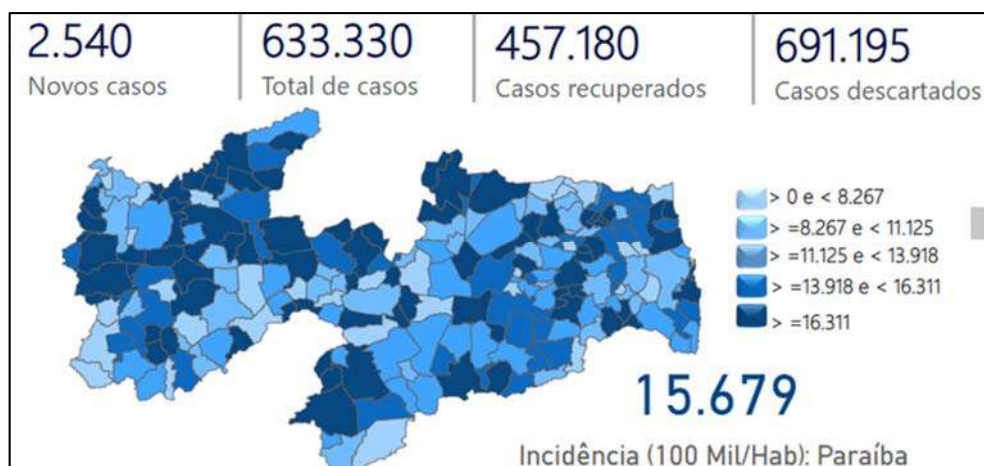 2.540
Novos casos
633.330
Total de casos
457.180
Casos recuperados
691.195
Casos descartados
> 0 e < 8.267
> =8.267 e < 11.125
> =11.125 e < 13.918
> =13.918 e < 16.311
> =16.311
15.679
Incidência (100 Mil/Hab): Paraíba